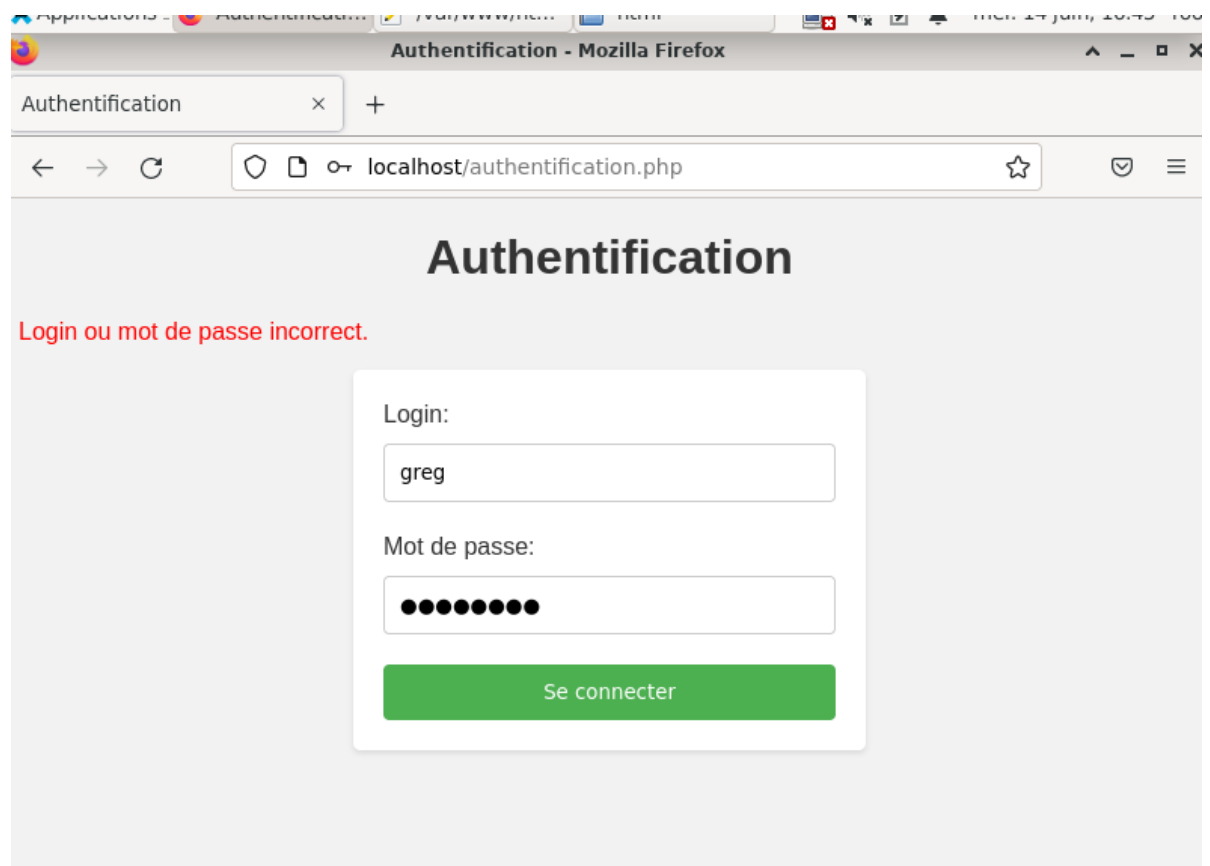 Applications
Authentification - Mozilla Firefox
Authentification
localhost/authentification.php
Authentification
Login ou mot de passe incorrect.
Login:
greg
Mot de passe:
Se connecter